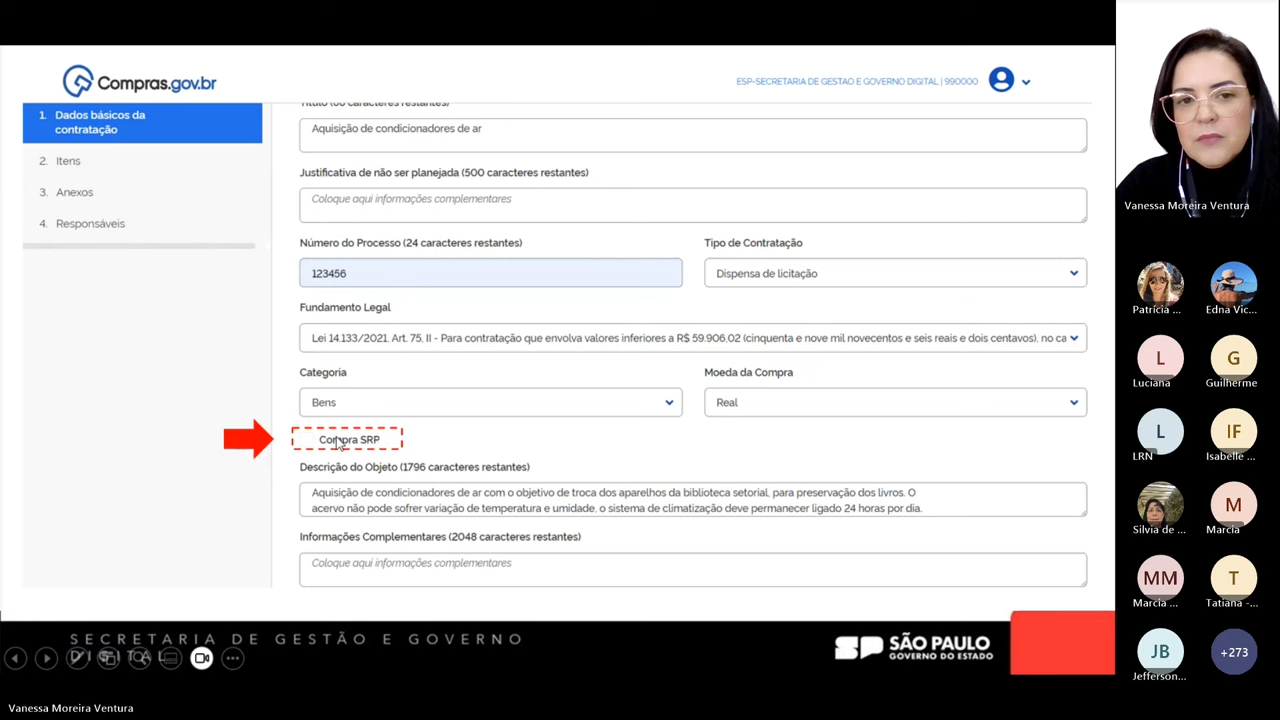 Compras.gov.br
ESP-SECRETARIA DE GESTAO E GOVERNO DIGITAL | 990000
1. Dados básicos da
contratação
2. Itens
3. Anexos
4. Responsáveis
Aquisição de condicionadores de ar
Justificativa de não ser planejada (500 caracteres restantes)
Coloque aqui informações complementares
Número do Processo (24 caracteres restantes)
Tipo de Contratação
123456
Dispensa de licitação
Fundamento Legal
Lei 14.133/2021, Art. 75, II - Para contratação que envolva valores inferiores a R$ 59.906,02 (cinquenta e nove mil novecentos e seis reais e dois centavos), no ca
Categoria
Moeda da Compra
Bens
Real
Compra SRP
Descrição do Objeto (1796 caracteres restantes)
Aquisição de condicionadores de ar com o objetivo de troca dos aparelhos da biblioteca setorial, para preservação dos livros. O
acervo não pode sofrer variação de temperatura e umidade, o sistema de climatização deve permanecer ligado 24 horas por dia.
Informações Complementares (2048 caracteres restantes)
Coloque aqui informações complementares
SECRETARIA DE GESTÃO E GOVERNO
DIGITAL
SP SÃO PAULO
GOVERNO DO ESTADO
Vanessa Moreira Ventura
Patrícia ...
Edna Vic...
L
G
Luciana
Guilherme
L
IF
LRN
Isabelle ...
M
Silvia de ...
Marcia
MM
T
Marcia ...
Tatiana -...
JB
+273
Jefferson...
Vanessa Moreira Ventura